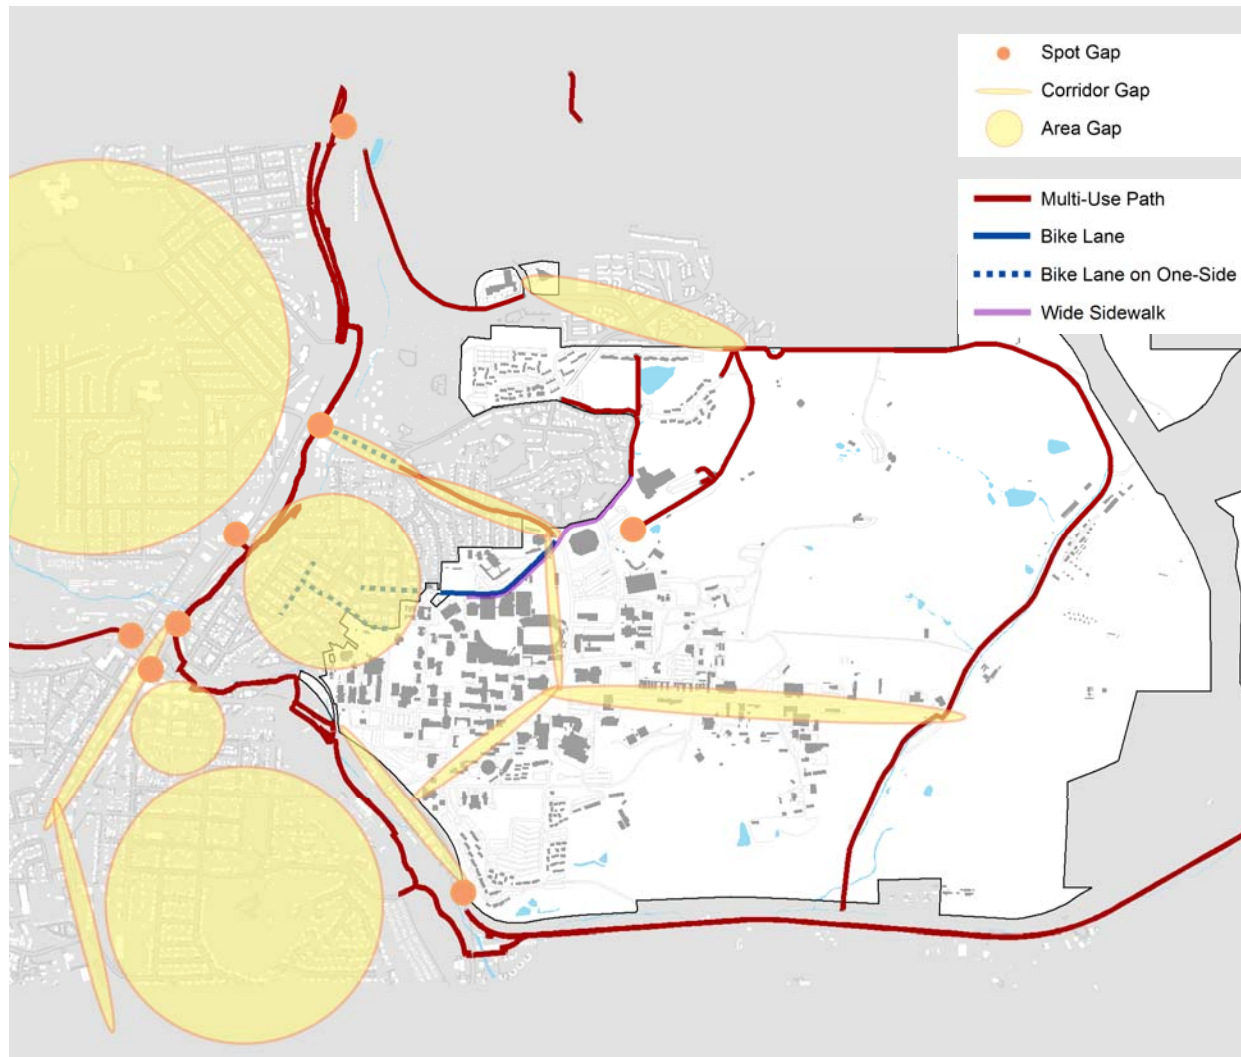 Spot Gap
Corridor Gap
Area Gap
Multi-Use Path
Bike Lane
Bike Lane on One-Side
Wide Sidewalk